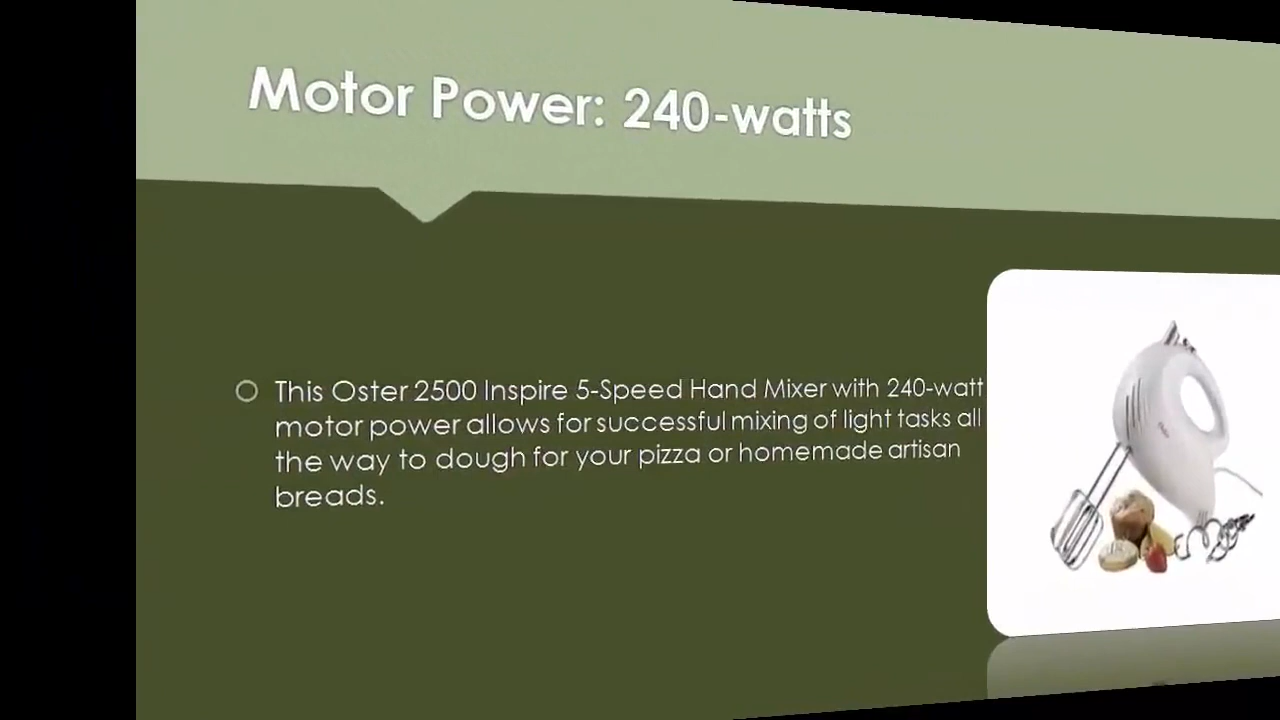 Motor Power: 240-watts
This Oster 2500 Inspire 5-Speed Hand Mixer with 240-watt
motor power allows for successful mixing of light tasks all
the way to dough for your pizza or homemade artisan
breads.